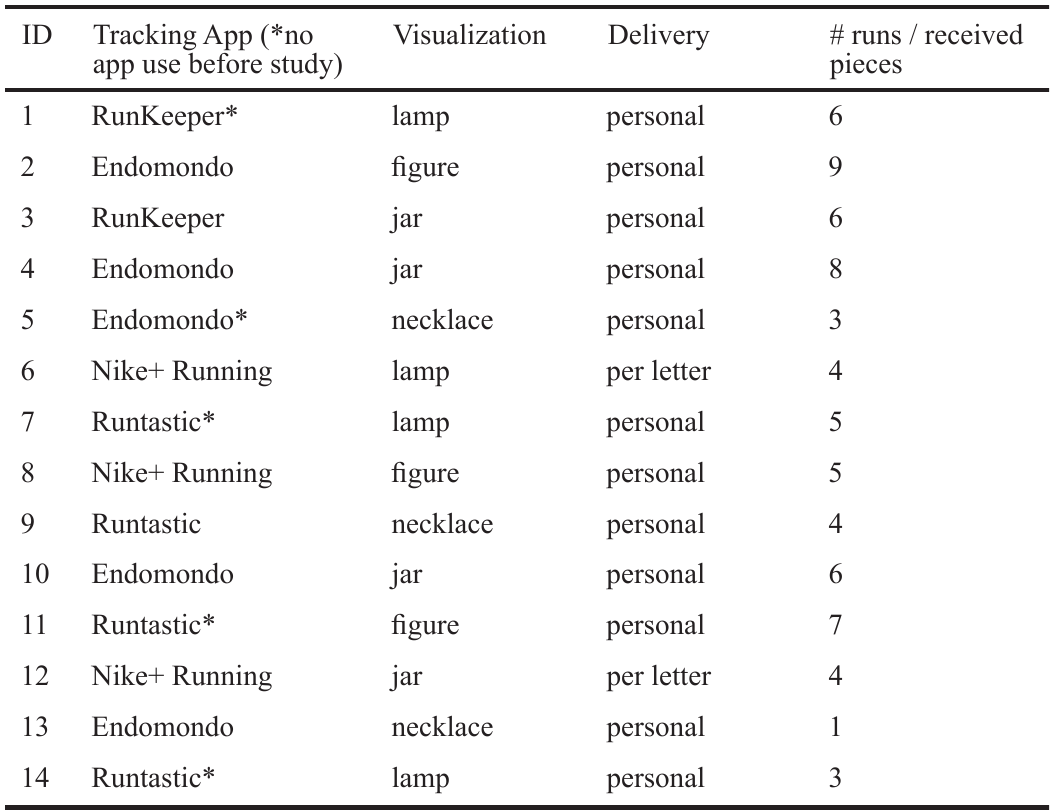 ID Tracking App (*no Visualization Delivery # runs / received
app use before study) pieces
1 RunKeeper* lamp personal 6
2 Endomondo figure personal 9
3 RunKeeper jar personal 6
4 Endomondo jar personal 8
5 Endomondo* necklace personal 3
6 Nike+ Running lamp per letter 4
7 Runtastic* lamp personal 5
8 Nike+ Running figure personal 5
9 Runtastic necklace personal 4
10 Endomondo jar personal 6
11 Runtastic* figure personal 7
12 Nike+ Running jar per letter 4
13 Endomondo necklace personal 1
14 Runtastic* lamp personal 3